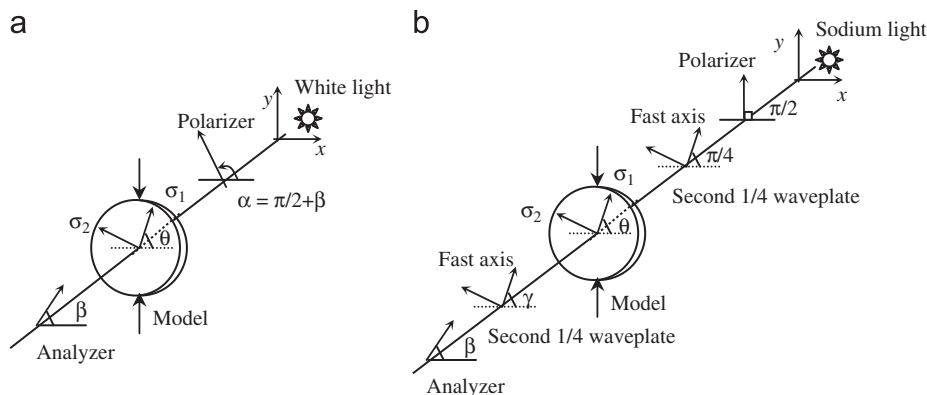 a
White light
y
x
Polarizer
α = π/2+β
σ1
σ2
θ
Model
β
Analyzer
b
Sodium light
y
x
Polarizer
π/2
Fast axis
π/4
Second 1/4 waveplate
σ1
σ2
θ
Model
Fast axis
γ
Second 1/4 waveplate
β
Analyzer